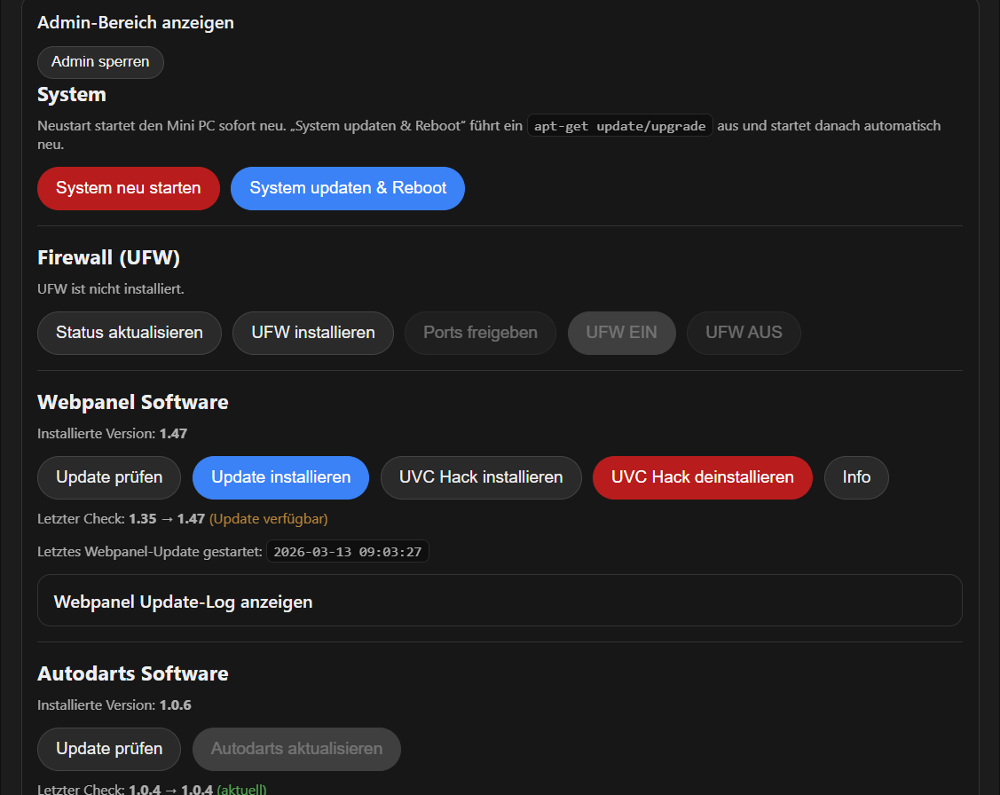 Admin-Bereich anzeigen
Admin sperren
System
Neustart startet den Mini PC sofort neu. „System updaten & Reboot“ führt ein apt-get update/upgrade aus und startet danach automatisch
neu.
System neu starten System updaten & Reboot
Firewall (UFW)
UFW ist nicht installiert.
Status aktualisieren UFW installieren Ports freigeben UFW EIN UFW AUS
Webpanel Software
Installierte Version: 1.47
Update prüfen Update installieren UVC Hack installieren UVC Hack deinstallieren Info
Letzter Check: 1.35 → 1.47 (Update verfügbar)
Letztes Webpanel-Update gestartet: 2026-03-13 09:03:27
Webpanel Update-Log anzeigen
Autodarts Software
Installierte Version: 1.0.6
Update prüfen Autodarts aktualisieren
Letzter Check: 1.0.4 → 1.0.4 (aktuell)